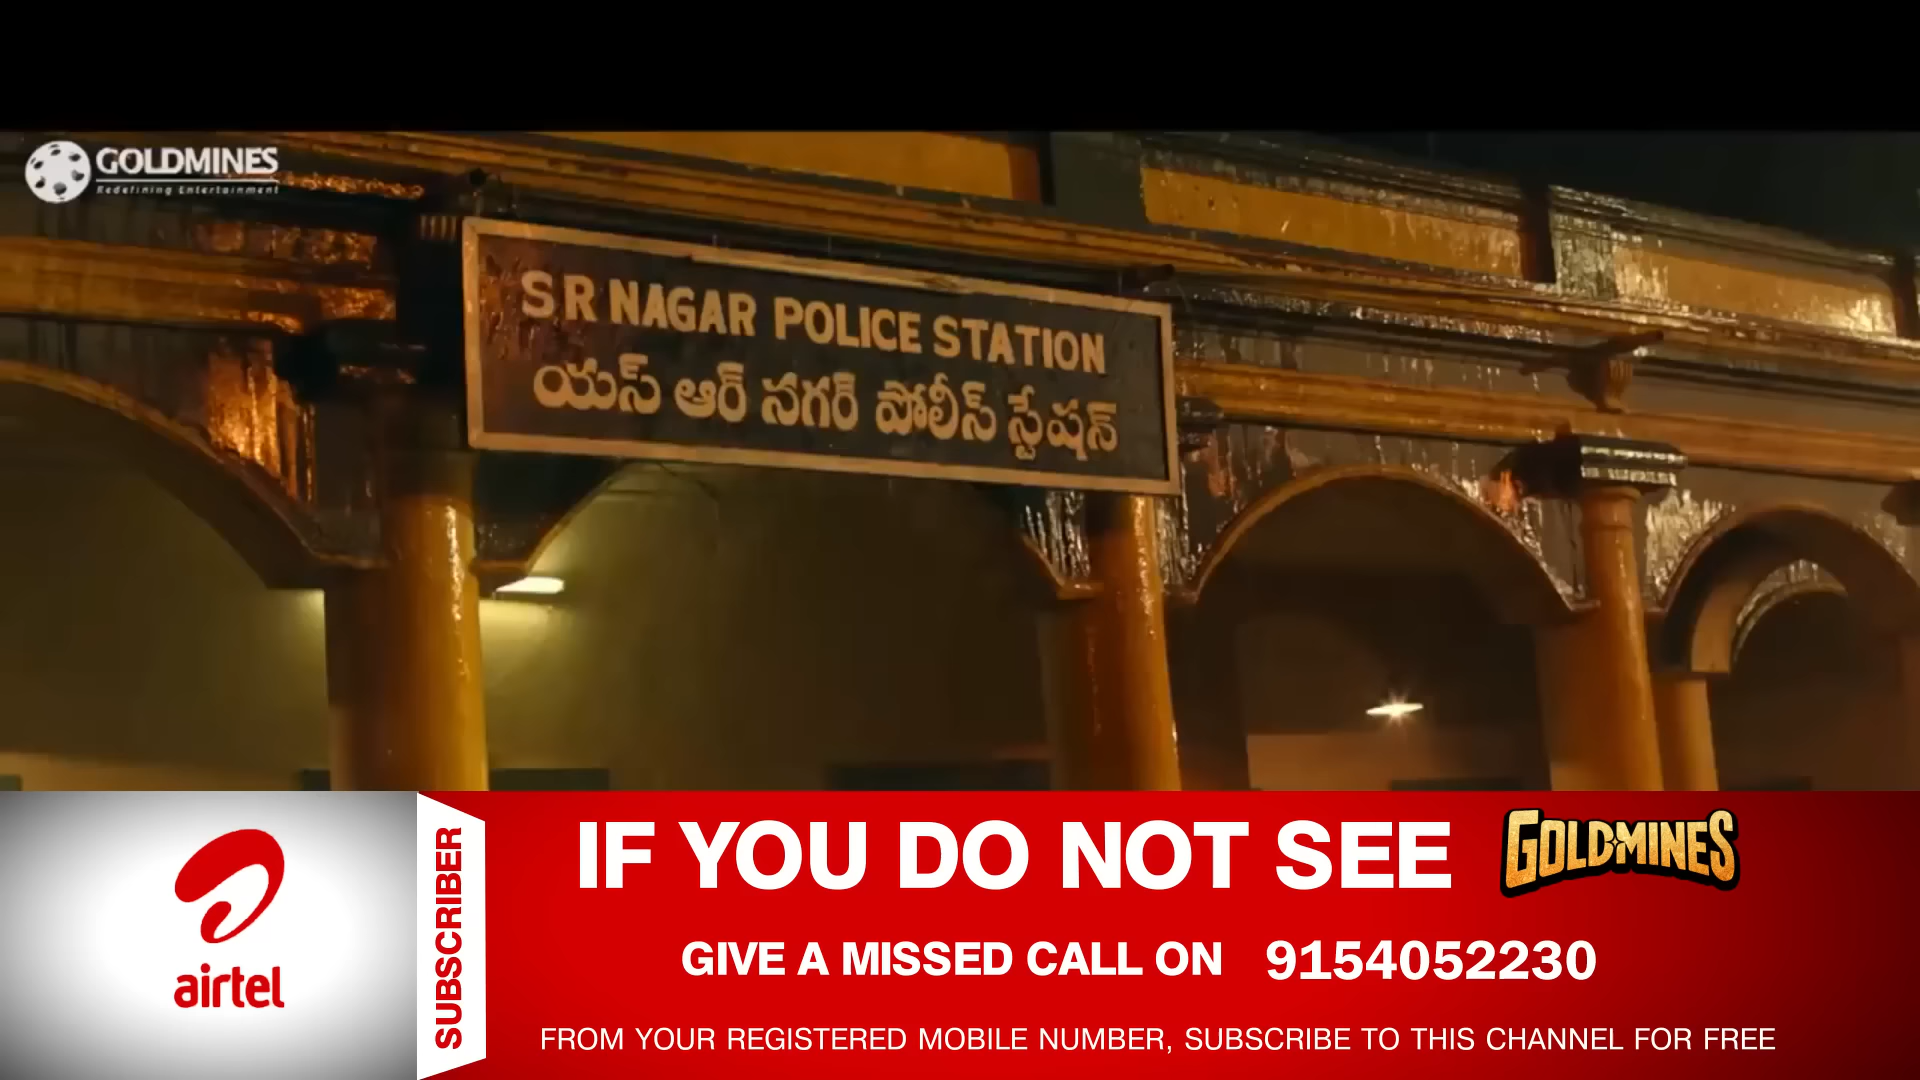 GOLDMINES
Redefining Entertainment
S R NAGAR POLICE STATION
యస్ ఆర్ నగర్ పోలీస్ స్టేషన్
airtel
SUBSCRIBER
IF YOU DO NOT SEE GOLDMINES
GIVE A MISSED CALL ON 9154052230
FROM YOUR REGISTERED MOBILE NUMBER, SUBSCRIBE TO THIS CHANNEL FOR FREE